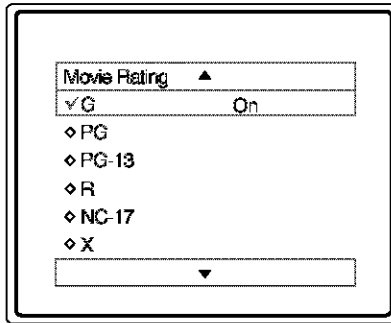 Movie Rating ▲
✓G On
◇ PG
◇ PG-13
◇ R
◇ NC-17
◇ X
▼